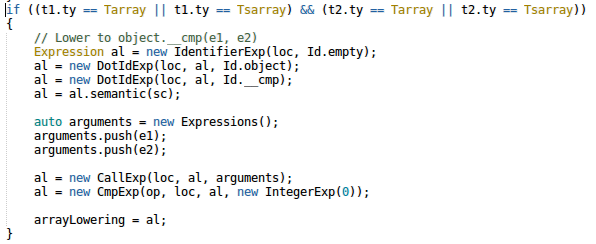 if ((t1.ty == Tarray || t1.ty == Tsarray) && (t2.ty == Tarray || t2.ty == Tsarray))
{
// Lower to object.__cmp(e1, e2)
Expression al = new IdentifierExp(loc, Id.empty);
al = new DotIdExp(loc, al, Id.object);
al = new DotIdExp(loc, al, Id.__cmp);
al = al.semantic(sc);
auto arguments = new Expressions();
arguments.push(e1);
arguments.push(e2);
al = new CallExp(loc, al, arguments);
al = new CmpExp(op, loc, al, new IntegerExp(0));
arrayLowering = al;
}